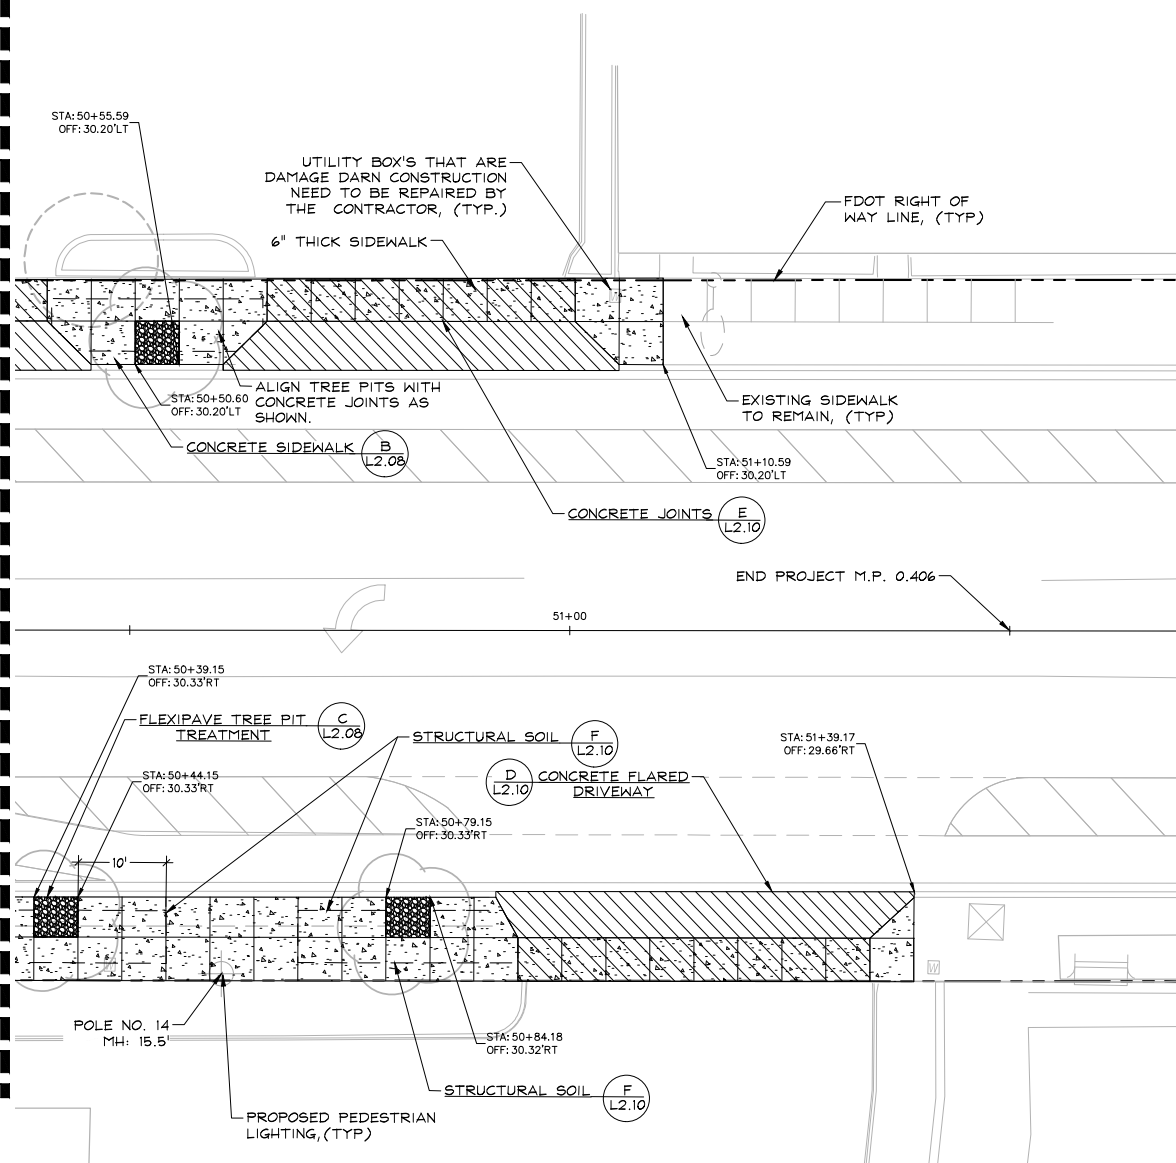 STA: 50+55.59
OFF: 30.20'LT
UTILITY BOX'S THAT ARE
DAMAGE DARN CONSTRUCTION
NEED TO BE REPAIRED BY
THE CONTRACTOR, (TYP.)
6" THICK SIDEWALK
FDOT RIGHT OF
WAY LINE, (TYP)
W
STA: 50+50.60
OFF: 30.20'LT
ALIGN TREE PITS WITH
CONCRETE JOINTS AS
SHOWN.
EXISTING SIDEWALK
TO REMAIN, (TYP)
CONCRETE SIDEWALK
B
L2.08
STA: 51+10.59
OFF: 30.20'LT
CONCRETE JOINTS
E
L2.10
END PROJECT M.P. 0.406
51+00
STA: 50+39.15
OFF: 30.33'RT
FLEXIPAVE TREE PIT
TREATMENT
C
L2.08
STRUCTURAL SOIL
F
L2.10
STA: 51+39.17
OFF: 29.66'RT
STA: 50+44.15
OFF: 30.33'RT
D
L2.10
CONCRETE FLARED
DRIVEWAY
STA: 50+79.15
OFF: 30.33'RT
10'
W
POLE NO. 14
MH: 15.5'
STA: 50+84.18
OFF: 30.32'RT
STRUCTURAL SOIL
F
L2.10
PROPOSED PEDESTRIAN
LIGHTING,(TYP)